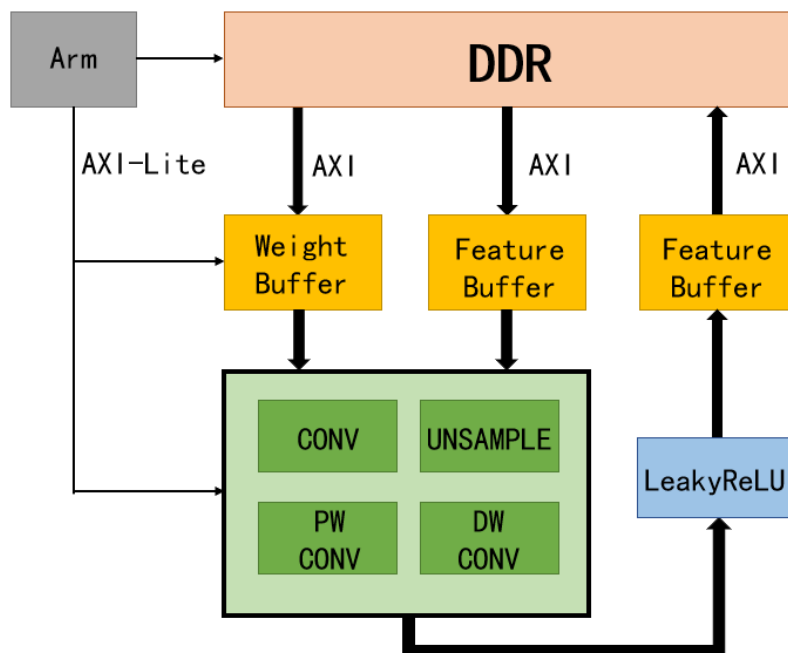 Arm
DDR
AXI-Lite
AXI
AXI
AXI
Weight
Buffer
Feature
Buffer
Feature
Buffer
CONV
UNSAMPLE
PW
CONV
DW
CONV
LeakyReLU